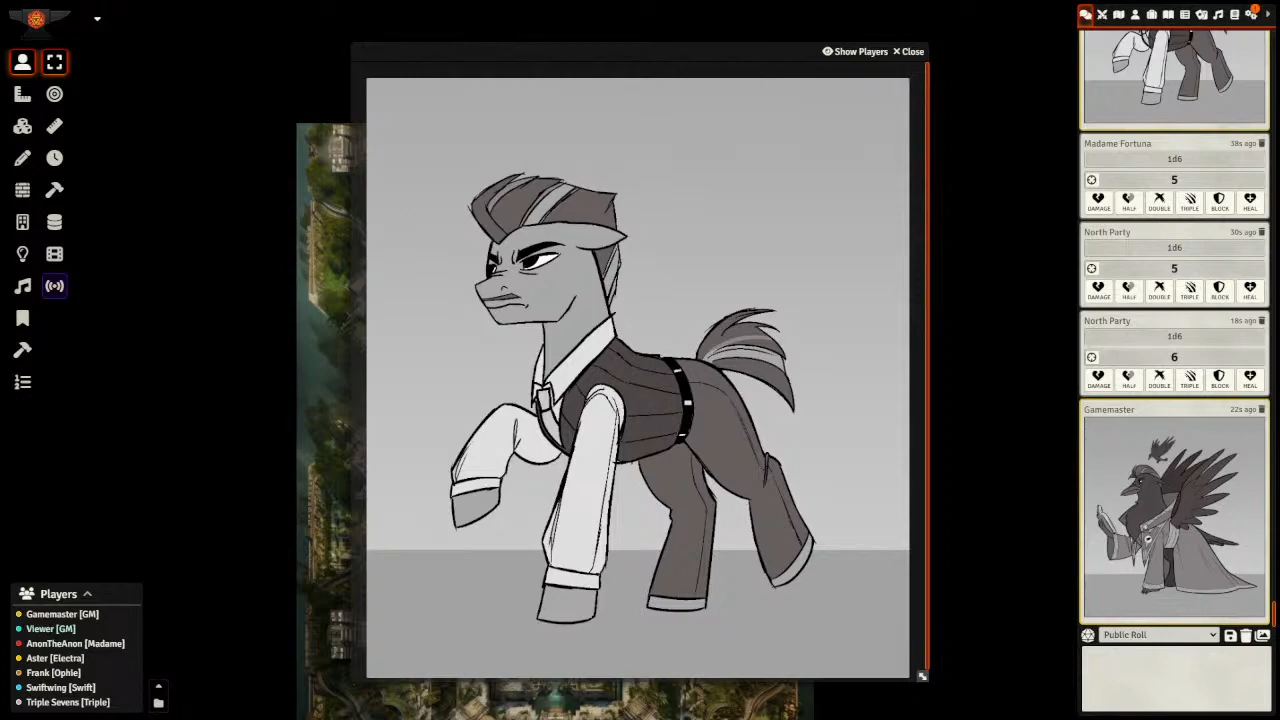 Show Players Close
Madame Fortuna 38s ago
1d6
5
DAMAGE HALF DOUBLE TRIPLE BLOCK HEAL
North Party 30s ago
1d6
5
DAMAGE HALF DOUBLE TRIPLE BLOCK HEAL
North Party 18s ago
1d6
6
DAMAGE HALF DOUBLE TRIPLE BLOCK HEAL
Gamemaster 22s ago
Public Roll
Players
Gamemaster [GM]
Viewer [GM]
AnonTheAnon [Madame]
Aster [Electra]
Frank [Ophie]
Swiftwing [Swift]
Triple Sevens [Triple]